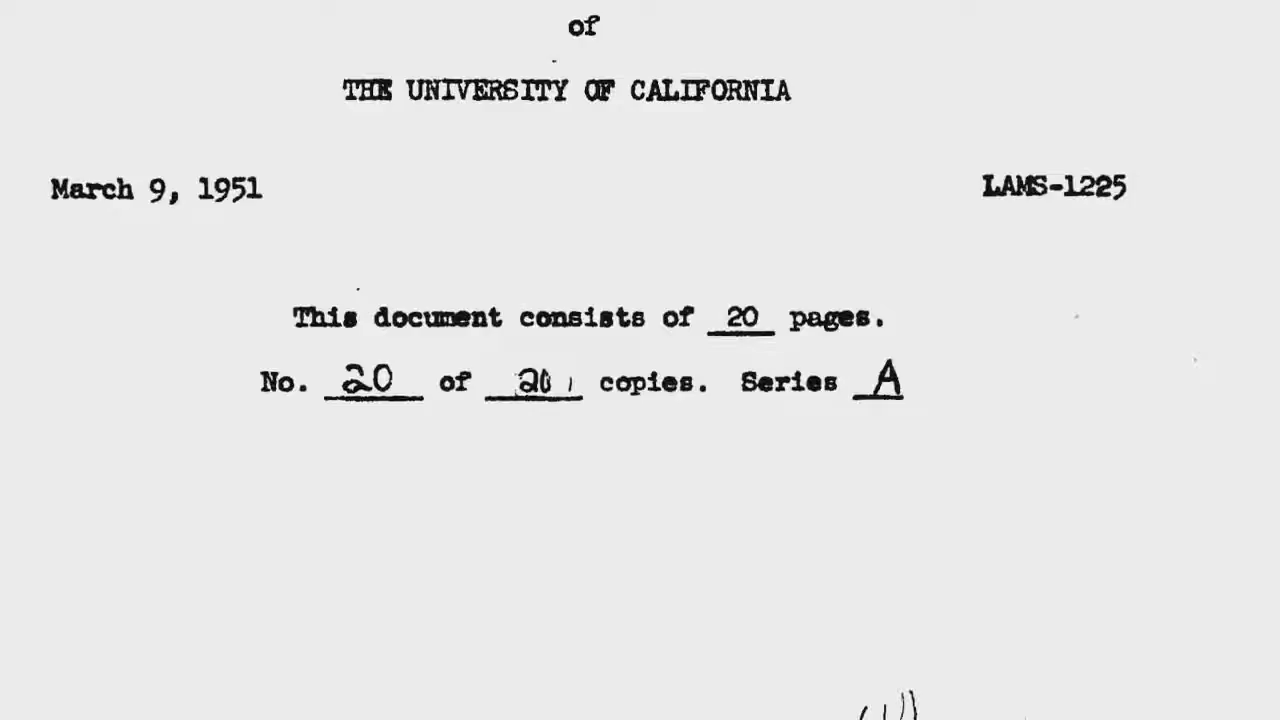 of
THE UNIVERSITY OF CALIFORNIA
March 9, 1951 LAMS-1225
This document consists of 20 pages.
No. 20 of 20 copies. Series A